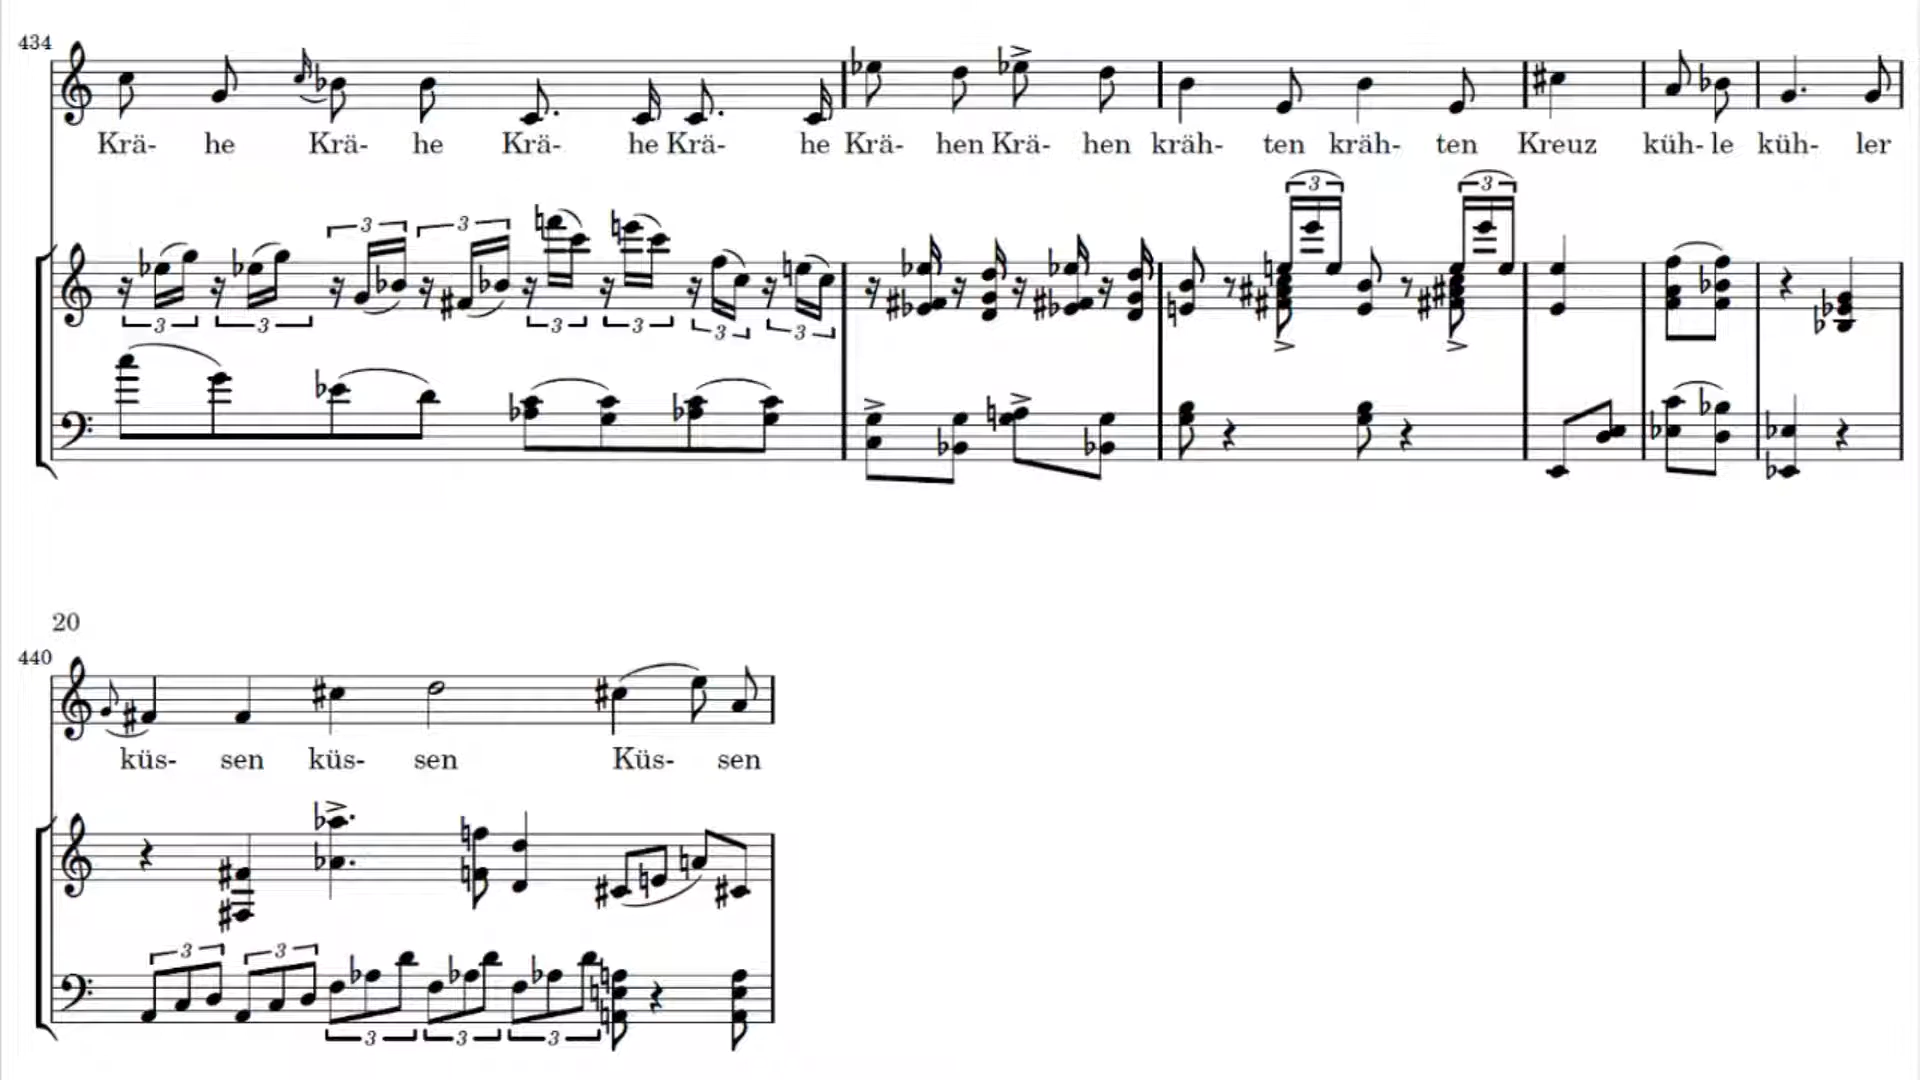 434
Krä- he Krä- he Krä- he Krä- he Krä- hen Krä- hen kräh- ten kräh- ten Kreuz küh- le küh- ler
3 3
3 3
3 3 3 3 3 3
20
440
küs- sen küs- sen Küs- sen
3 3
3 3 3